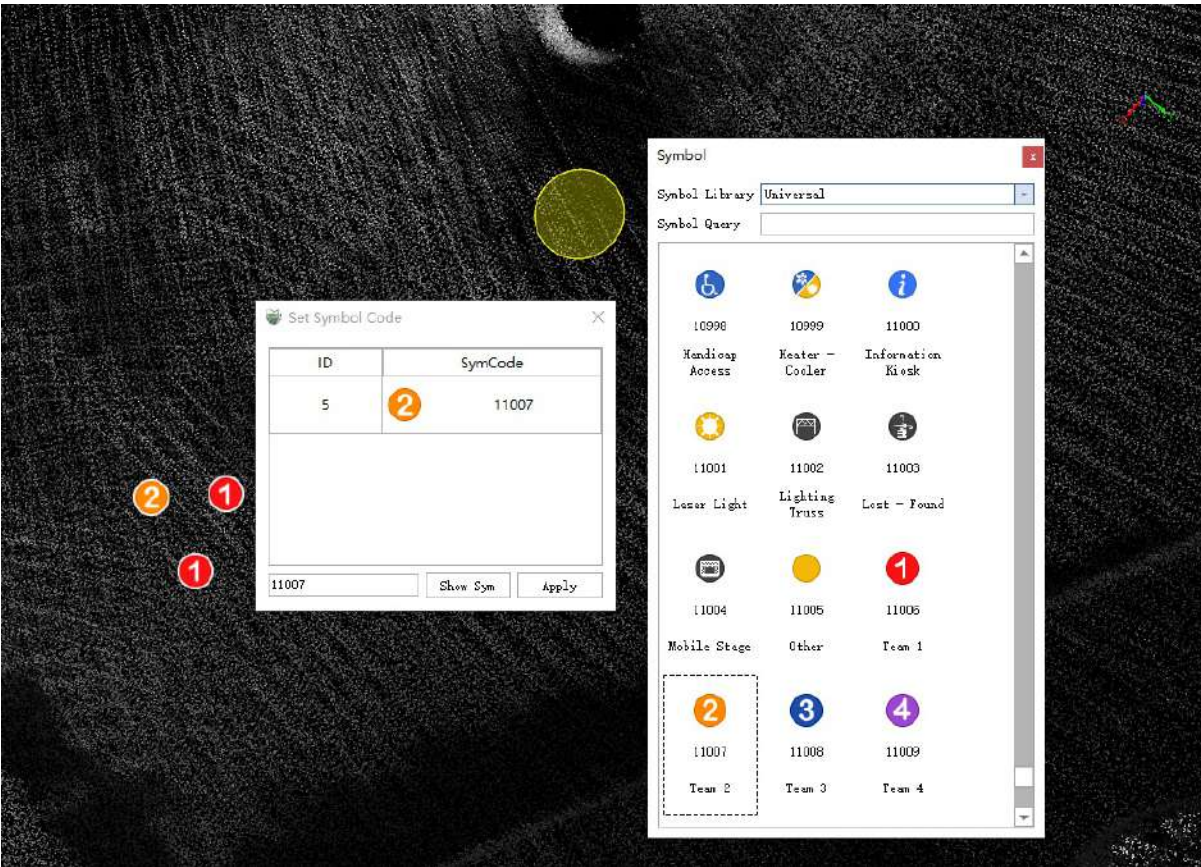 Symbol
x
Symbol Library Universal
Symbol Query
10998 10999 11000
Handicap Heater - Information
Access Cooler Kiosk
Set Symbol Code
ID SymCode
5 2 11007
11001 11002 11003
Laser Light Lighting Lost - Found
Truss
2 1
1
11007 Show Sym Apply
1
11004 11005 11006
Mobile Stage Other Team 1
2 3 4
11007 11008 11009
Team 2 Team 3 Team 4